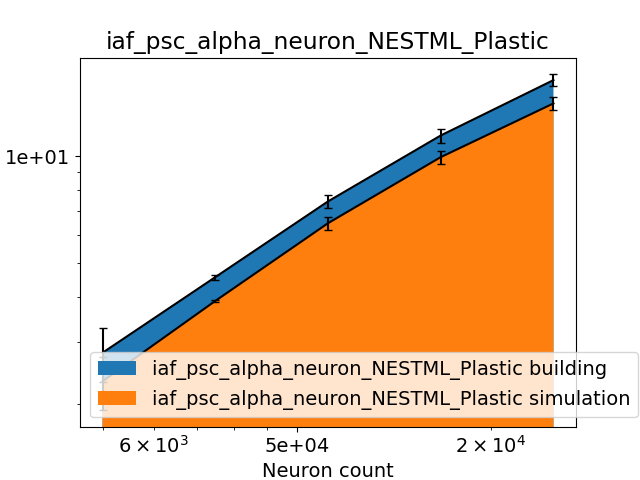 iaf_psc_alpha_neuron_NESTML_Plastic
1e+01
iaf_psc_alpha_neuron_NESTML_Plastic building
iaf_psc_alpha_neuron_NESTML_Plastic simulation
6 × 10³ 5e+04 2 × 10⁴
Neuron count